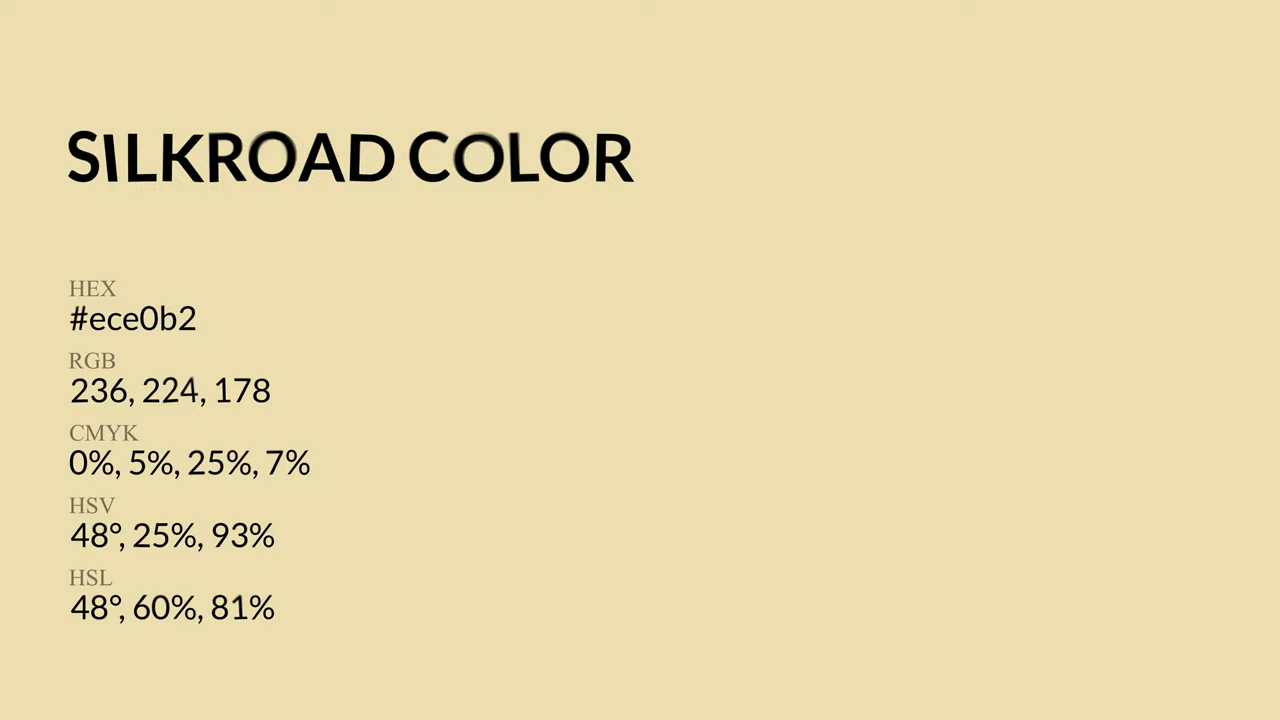 SILKROAD COLOR
HEX
#ece0b2
RGB
236, 224, 178
CMYK
0%, 5%, 25%, 7%
HSV
48°, 25%, 93%
HSL
48°, 60%, 81%